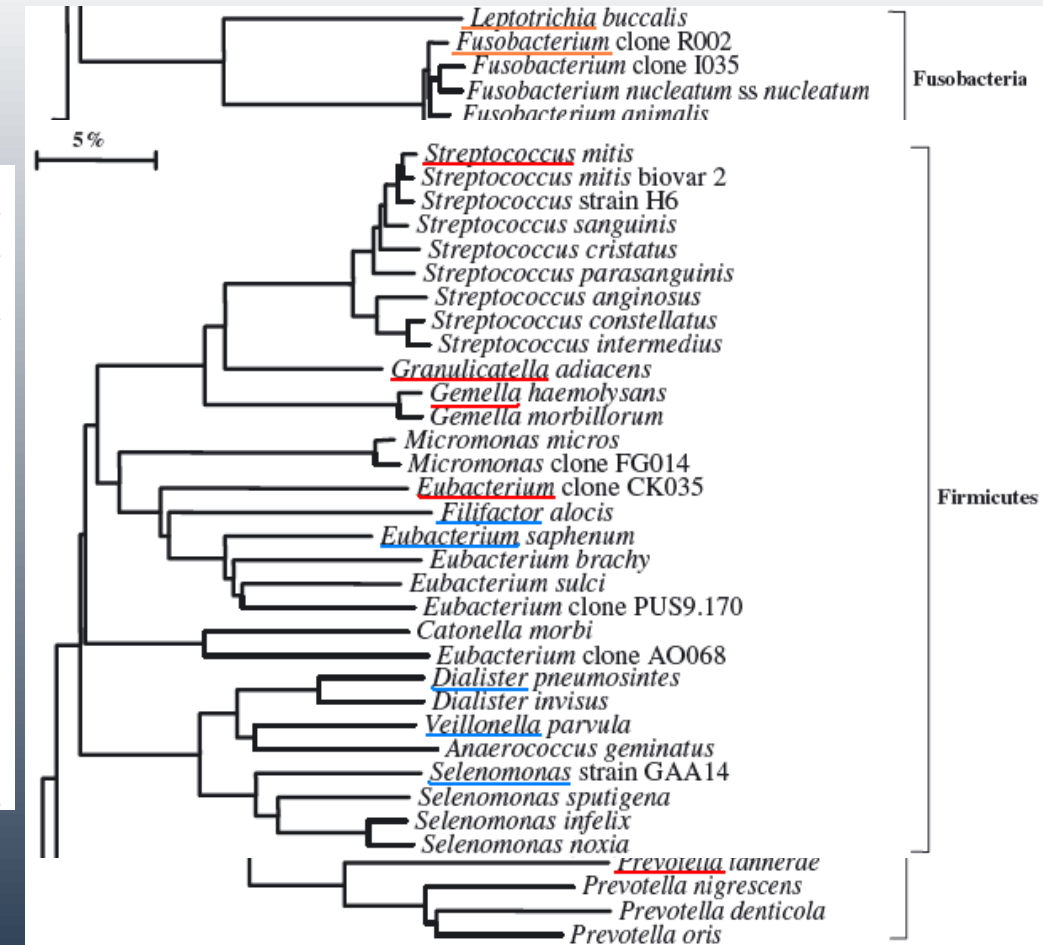 Leptotrichia buccalis
Fusobacterium clone R002
Fusobacterium clone I035
Fusobacterium nucleatum ss nucleatum
Fusobacterium animalis
Fusobacteria
5%
Streptococcus mitis
Streptococcus mitis biovar 2
Streptococcus strain H6
Streptococcus sanguinis
Streptococcus cristatus
Streptococcus parasanguinis
Streptococcus anginosus
Streptococcus constellatus
Streptococcus intermedius
Granulicatella adiacens
Gemella haemolysans
Gemella morbillorum
Micromonas micros
Micromonas clone FG014
Eubacterium clone CK035
Filifactor alocis
Eubacterium saphenum
Eubacterium brachy
Eubacterium sulci
Eubacterium clone PUS9.170
Catonella morbi
Eubacterium clone AO068
Dialister pneumosintes
Dialister invisus
Veillonella parvula
Anaerococcus geminatus
Selenomonas strain GAA14
Selenomonas sputigena
Selenomonas infelix
Selenomonas noxia
Firmicutes
Prevotella tannerae
Prevotella nigrescens
Prevotella denticola
Prevotella oris